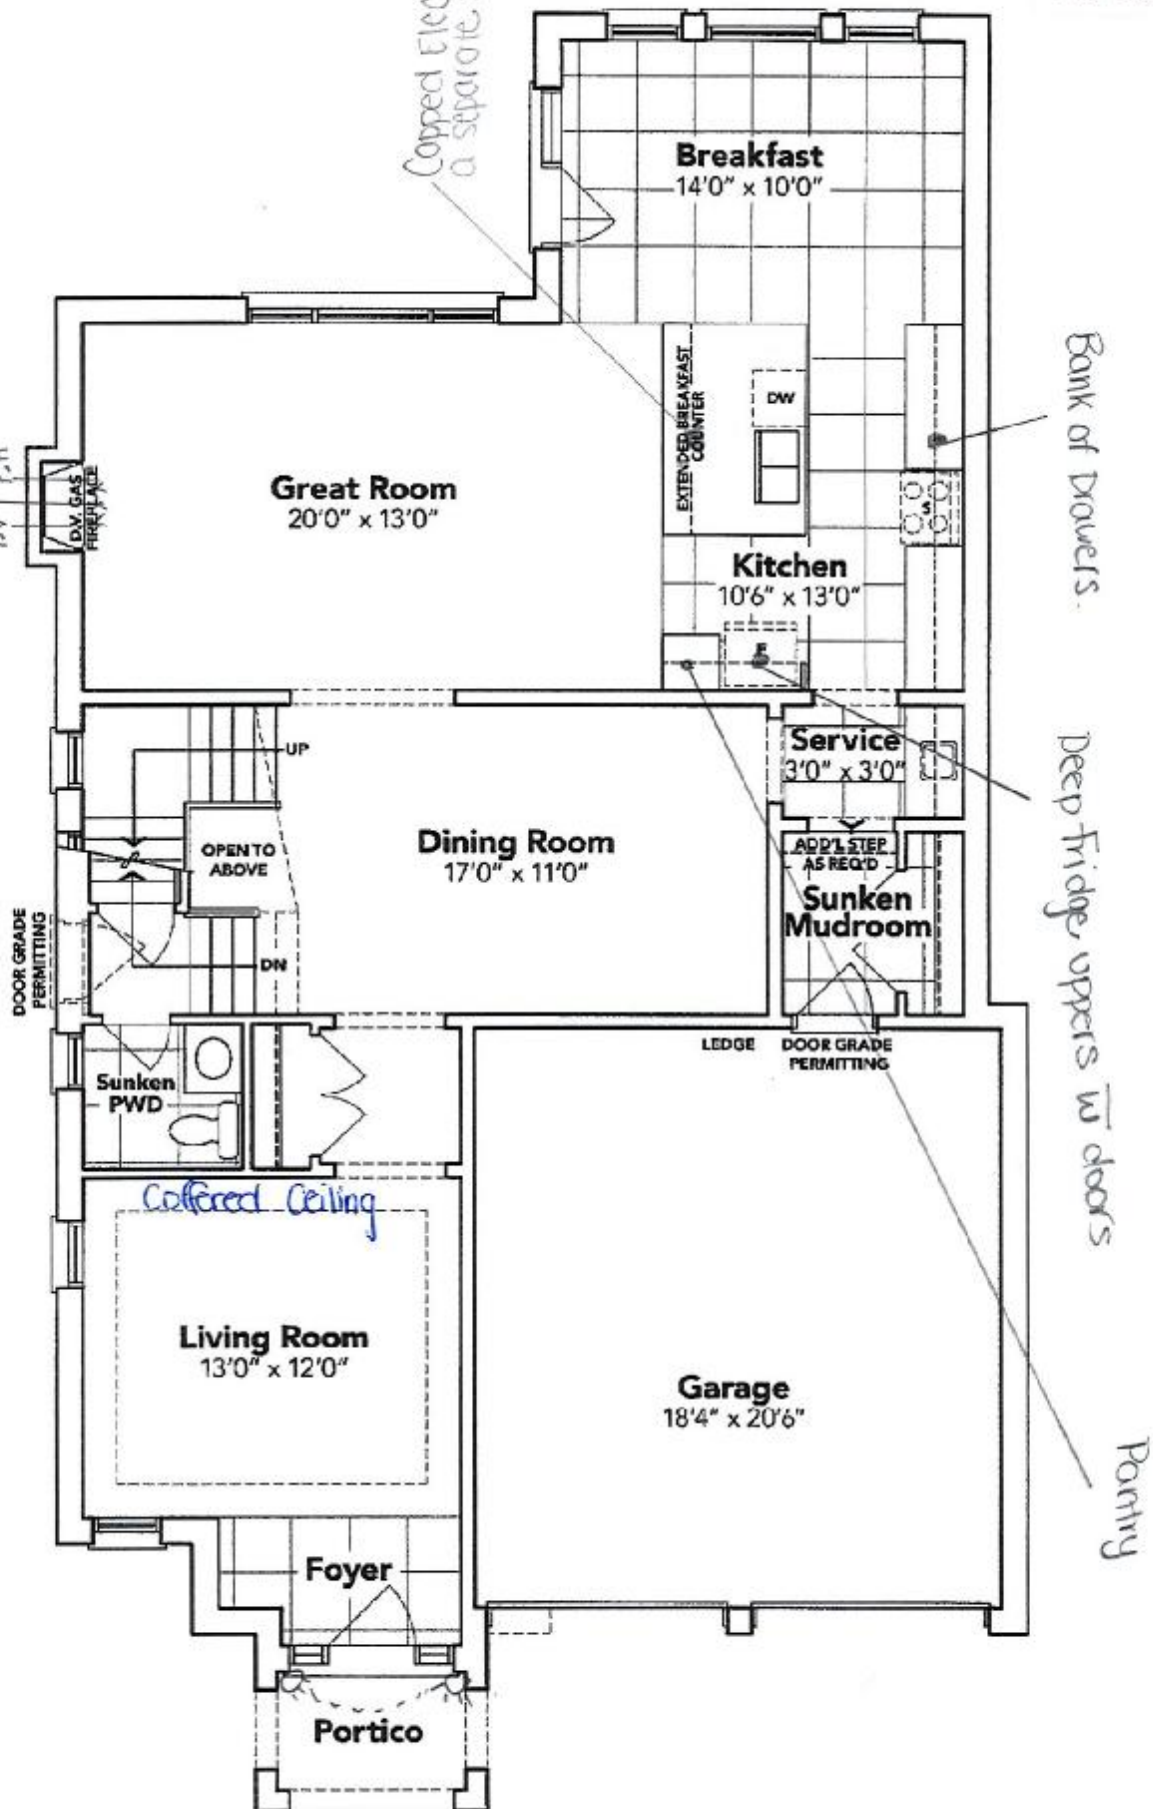 Capped Elec
a separate
Breakfast
14'0" x 10'0"
Bank of Drawers.
EXTENDED BREAKFAST
COUNTER
DW
D.V. GAS
FIREPLACE
Great Room
20'0" x 13'0"
S
Kitchen
10'6" x 13'0"
F
UP
Service
3'0" x 3'0"
Deep fridge uppers w doors
OPEN TO
ABOVE
Dining Room
17'0" x 11'0"
ADD'L STEP
AS REQ'D
Sunken
Mudroom
DOOR GRADE
PERMITTING
DN
LEDGE
DOOR GRADE
PERMITTING
Sunken
PWD
Coffered Ceiling
Living Room
13'0" x 12'0"
Garage
18'4" x 20'6"
Pantry
Foyer
Portico